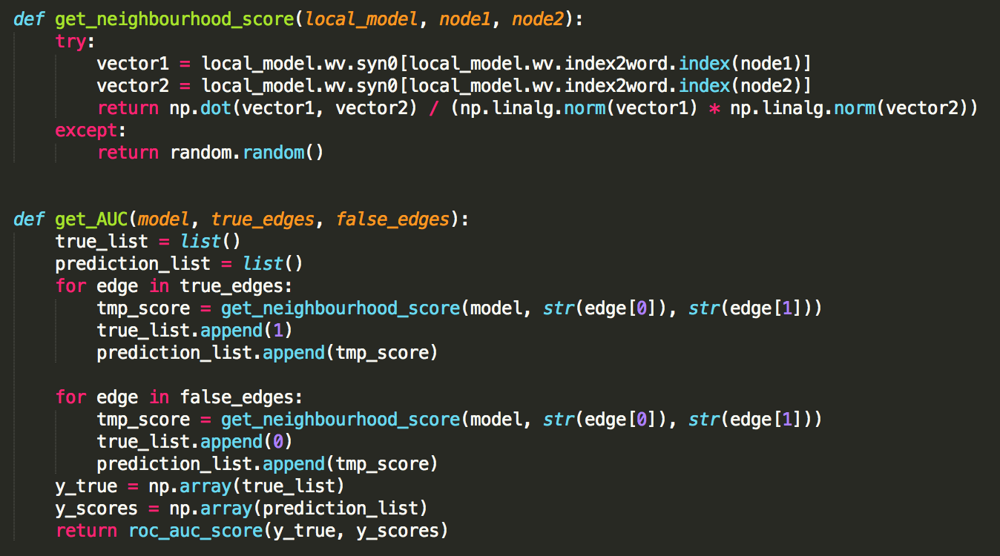 def get_neighbourhood_score(local_model, node1, node2):
    try:
        vector1 = local_model.wv.syn0[local_model.wv.index2word.index(node1)]
        vector2 = local_model.wv.syn0[local_model.wv.index2word.index(node2)]
        return np.dot(vector1, vector2) / (np.linalg.norm(vector1) * np.linalg.norm(vector2))
    except:
        return random.random()


def get_AUC(model, true_edges, false_edges):
    true_list = list()
    prediction_list = list()
    for edge in true_edges:
        tmp_score = get_neighbourhood_score(model, str(edge[0]), str(edge[1]))
        true_list.append(1)
        prediction_list.append(tmp_score)

    for edge in false_edges:
        tmp_score = get_neighbourhood_score(model, str(edge[0]), str(edge[1]))
        true_list.append(0)
        prediction_list.append(tmp_score)
    y_true = np.array(true_list)
    y_scores = np.array(prediction_list)
    return roc_auc_score(y_true, y_scores)